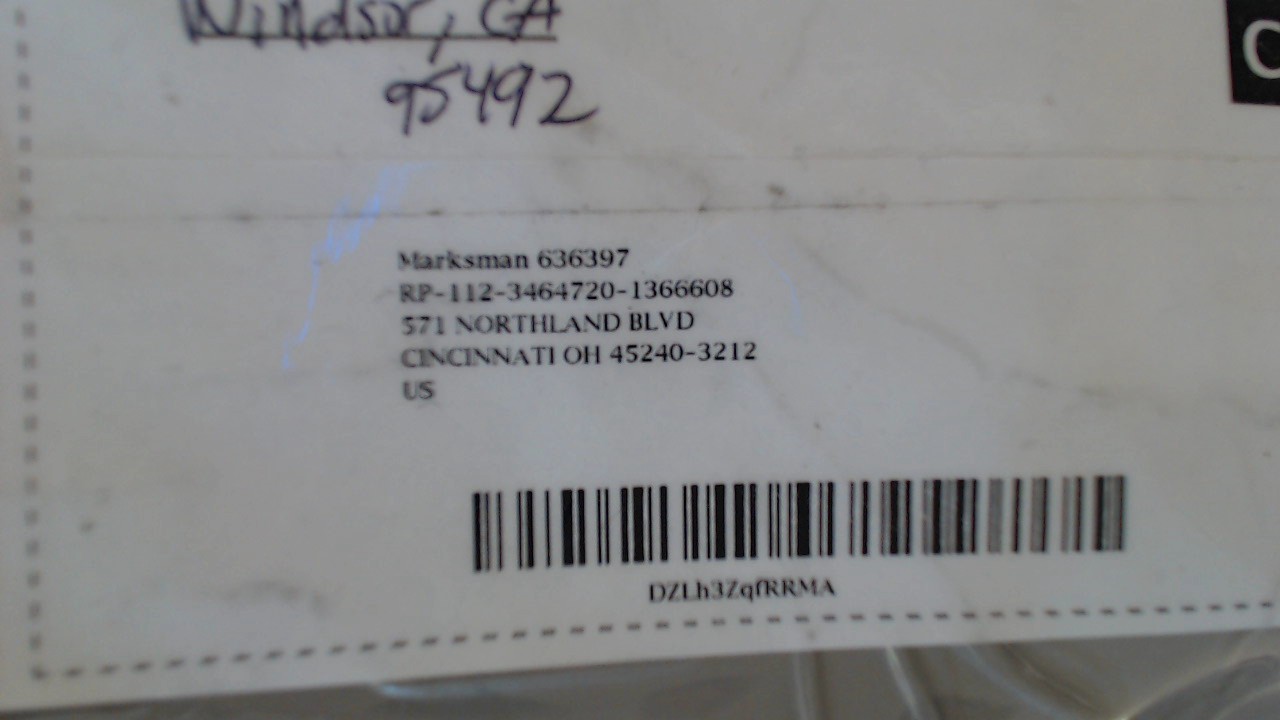 Windsor, CA
95492
C
Marksman 636397
RP-112-3464720-1366608
571 NORTHLAND BLVD
CINCINNATI OH 45240-3212
US
DZLh3ZqfRRMA